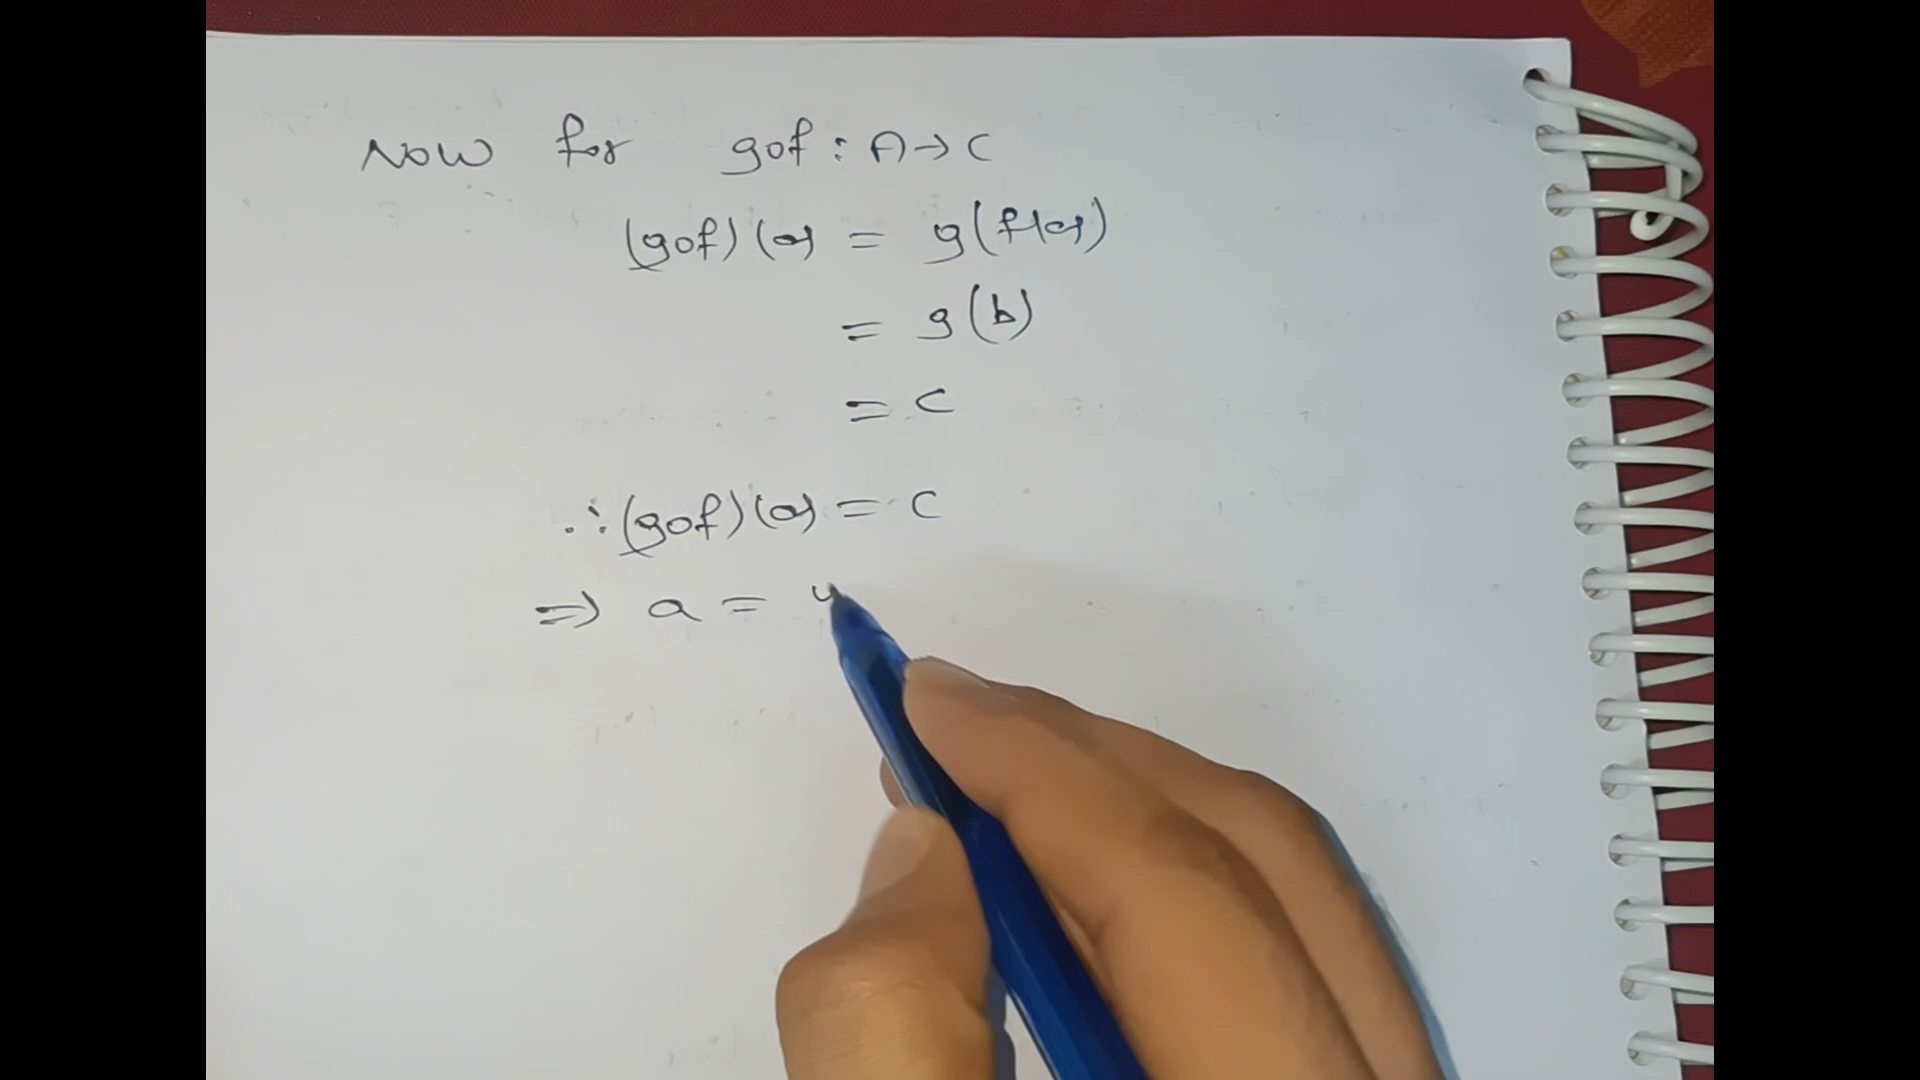 Now for gof : A → C
(gof) (a) = g(f(a))
= g(b)
= c
∴ (gof) (a) = c
⇒ a =